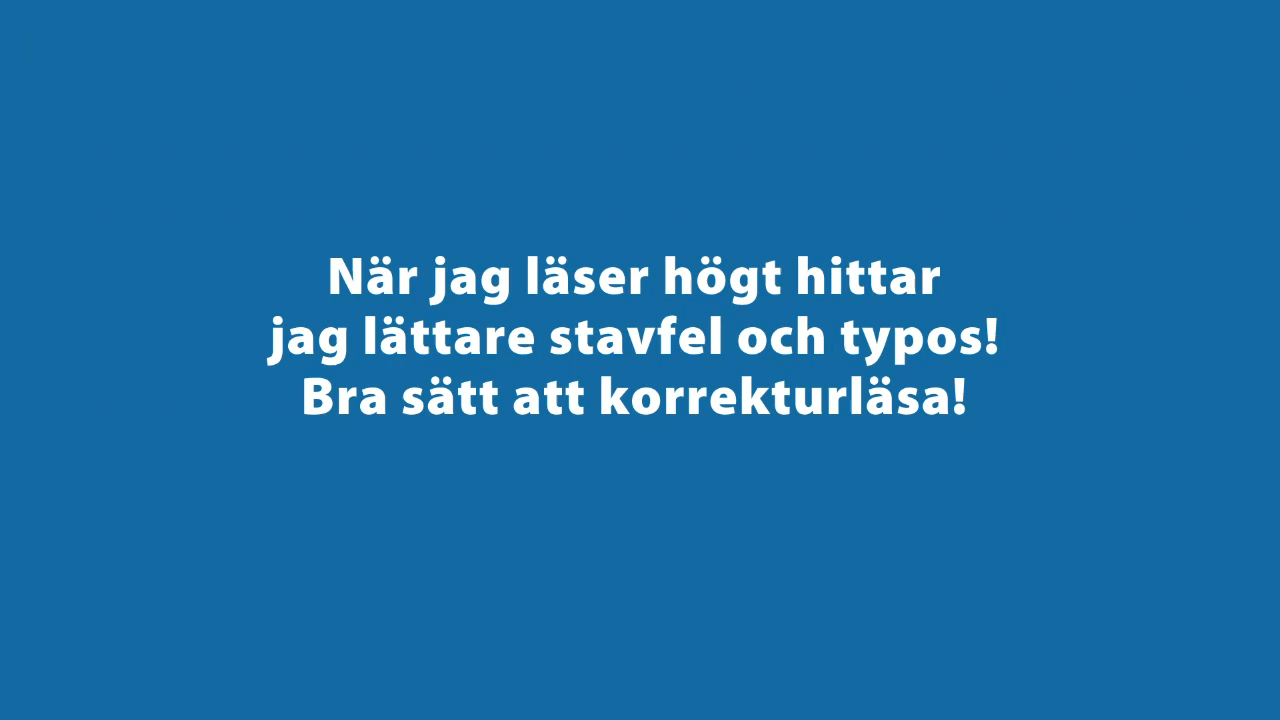 När jag läser högt hittar
jag lättare stavfel och typos!
Bra sätt att korrekturläsa!